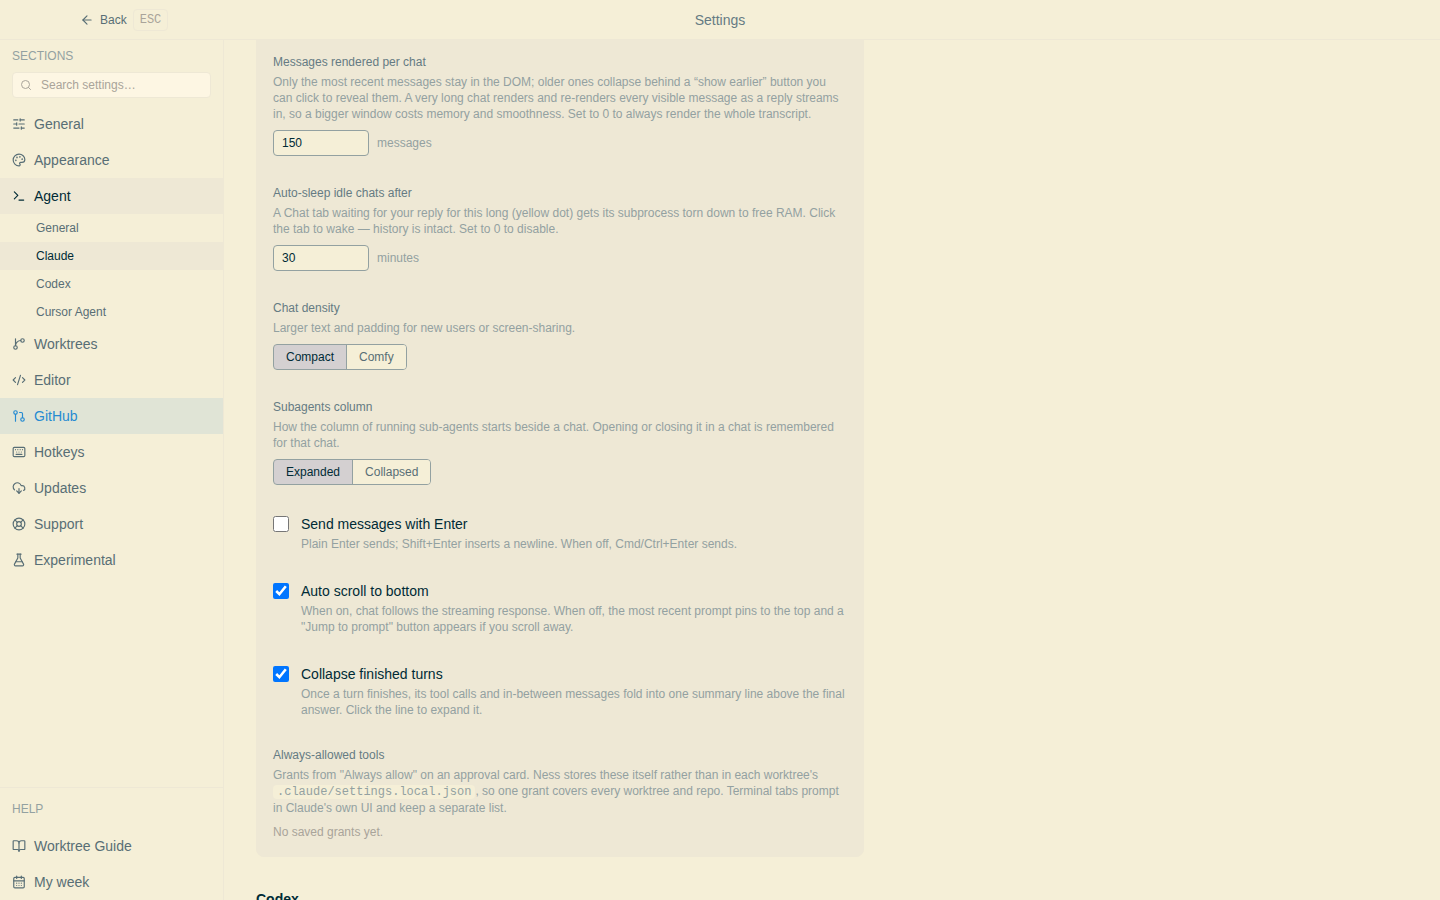 Back ESC
Settings
SECTIONS
Search settings…
General
Appearance
Agent
General
Claude
Codex
Cursor Agent
Worktrees
Editor
GitHub
Hotkeys
Updates
Support
Experimental
HELP
Worktree Guide
My week
Messages rendered per chat
Only the most recent messages stay in the DOM; older ones collapse behind a “show earlier” button you
can click to reveal them. A very long chat renders and re-renders every visible message as a reply streams
in, so a bigger window costs memory and smoothness. Set to 0 to always render the whole transcript.
150 messages
Auto-sleep idle chats after
A Chat tab waiting for your reply for this long (yellow dot) gets its subprocess torn down to free RAM. Click
the tab to wake — history is intact. Set to 0 to disable.
30 minutes
Chat density
Larger text and padding for new users or screen-sharing.
Compact Comfy
Subagents column
How the column of running sub-agents starts beside a chat. Opening or closing it in a chat is remembered
for that chat.
Expanded Collapsed
Send messages with Enter
Plain Enter sends; Shift+Enter inserts a newline. When off, Cmd/Ctrl+Enter sends.
Auto scroll to bottom
When on, chat follows the streaming response. When off, the most recent prompt pins to the top and a
"Jump to prompt" button appears if you scroll away.
Collapse finished turns
Once a turn finishes, its tool calls and in-between messages fold into one summary line above the final
answer. Click the line to expand it.
Always-allowed tools
Grants from "Always allow" on an approval card. Ness stores these itself rather than in each worktree's
.claude/settings.local.json, so one grant covers every worktree and repo. Terminal tabs prompt
in Claude's own UI and keep a separate list.
No saved grants yet.
Codex